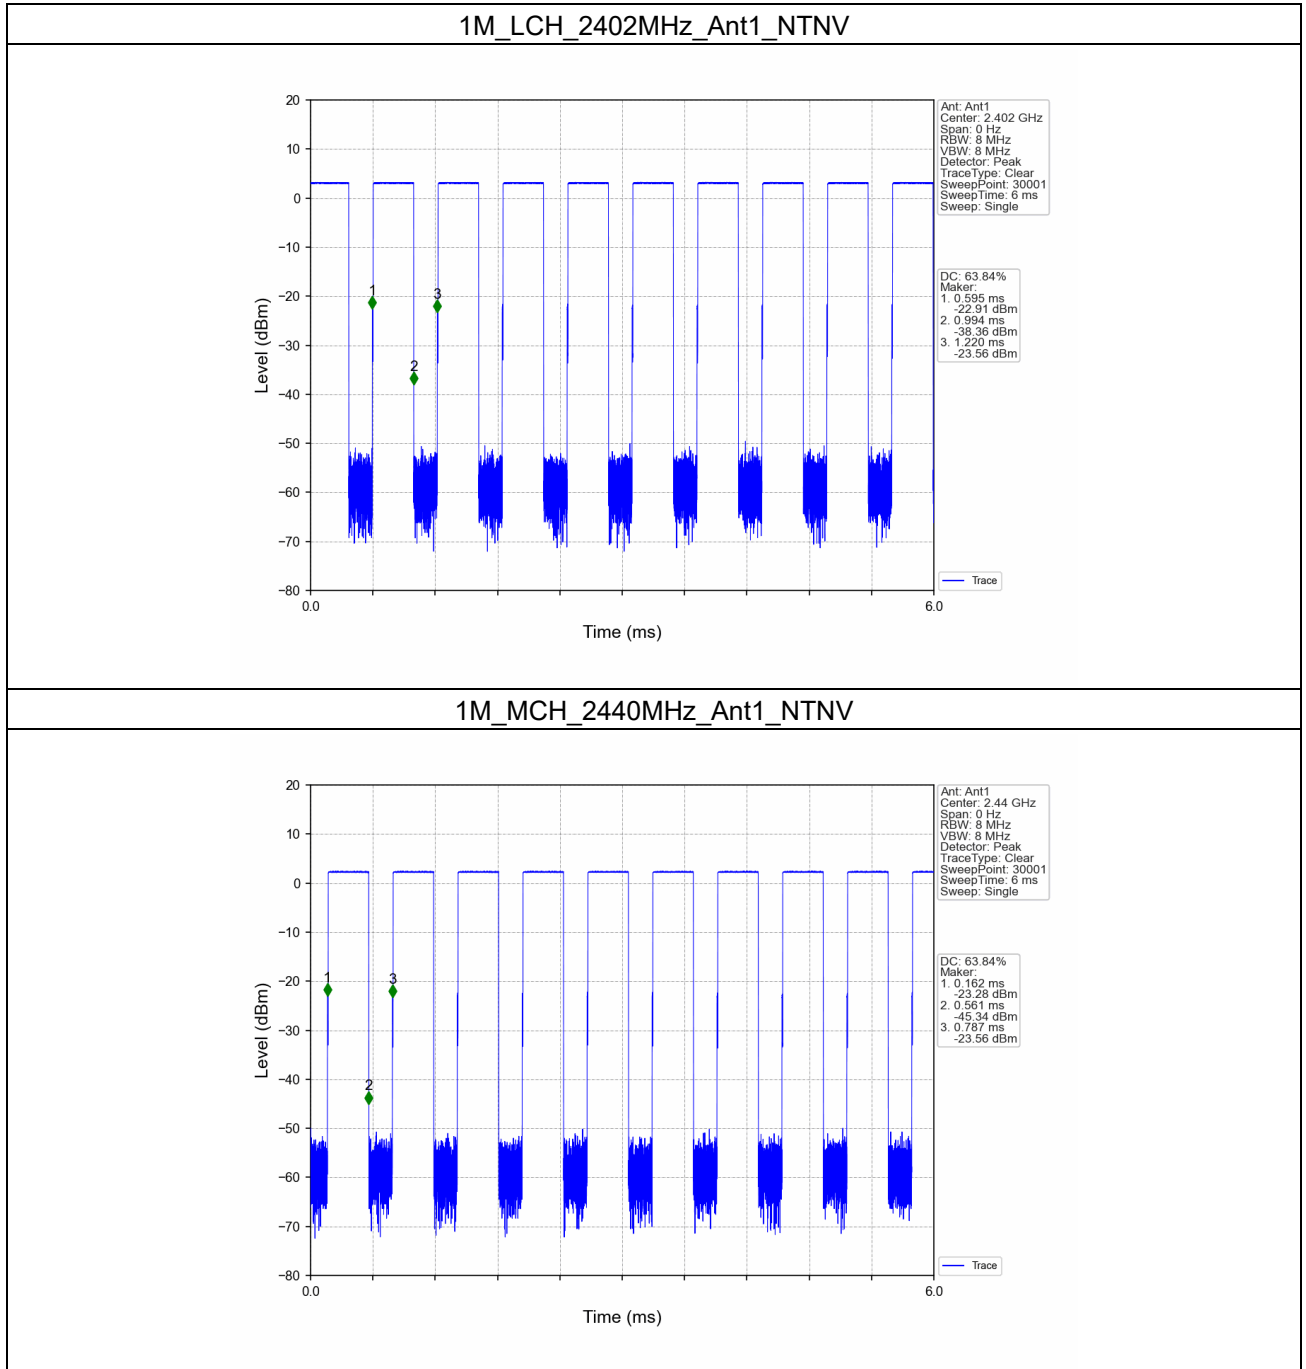 1M_LCH_2402MHz_Ant1_NTNV
20
10
0
−10
−20
−30
−40
−50
−60
−70
−80
Level (dBm)
1
2
3
0.0
6.0
Time (ms)
Ant: Ant1
Center: 2.402 GHz
Span: 0 Hz
RBW: 8 MHz
VBW: 8 MHz
Detector: Peak
TraceType: Clear
SweepPoint: 30001
SweepTime: 6 ms
Sweep: Single
DC: 63.84%
Maker:
1. 0.595 ms
-22.91 dBm
2. 0.994 ms
-38.36 dBm
3. 1.220 ms
-23.56 dBm
Trace
1M_MCH_2440MHz_Ant1_NTNV
20
10
0
−10
−20
−30
−40
−50
−60
−70
−80
Level (dBm)
1
2
3
0.0
6.0
Time (ms)
Ant: Ant1
Center: 2.44 GHz
Span: 0 Hz
RBW: 8 MHz
VBW: 8 MHz
Detector: Peak
TraceType: Clear
SweepPoint: 30001
SweepTime: 6 ms
Sweep: Single
DC: 63.84%
Maker:
1. 0.162 ms
-23.28 dBm
2. 0.561 ms
-45.34 dBm
3. 0.787 ms
-23.56 dBm
Trace